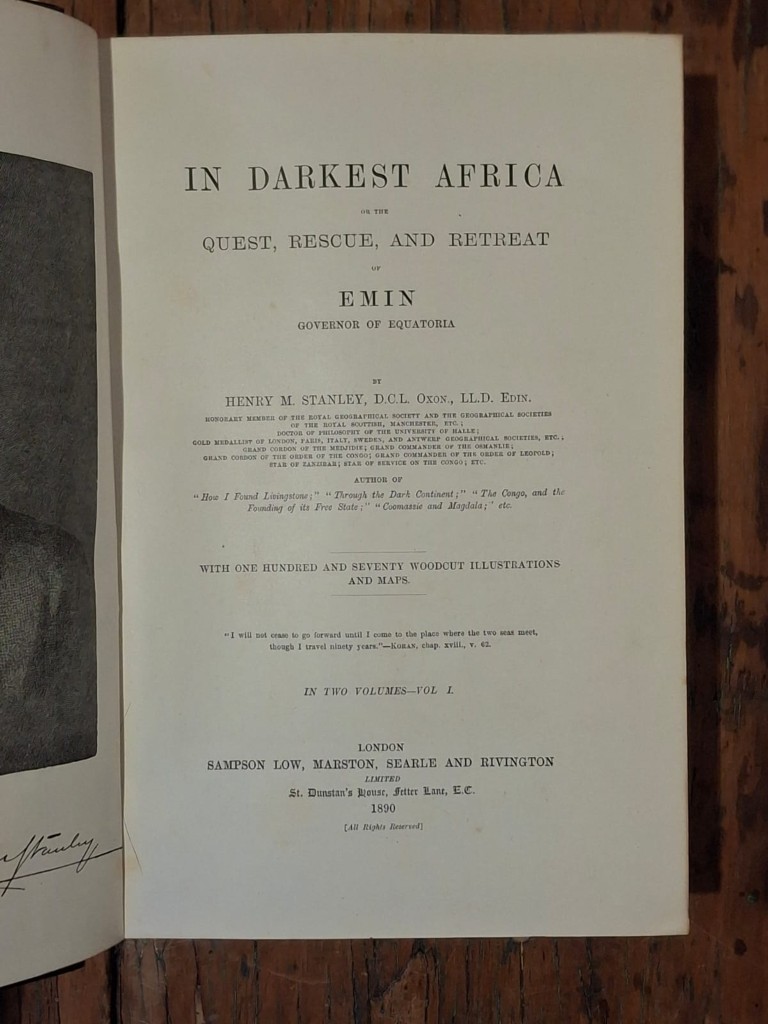 IN DARKEST AFRICA
OR THE
QUEST, RESCUE, AND RETREAT
OF
EMIN
GOVERNOR OF EQUATORIA
BY
HENRY M. STANLEY, D.C.L. OXON., LL.D. EDIN.
HONORARY MEMBER OF THE ROYAL GEOGRAPHICAL SOCIETY AND THE GEOGRAPHICAL SOCIETIES
OF THE ROYAL SCOTTISH, MANCHESTER, ETC.;
DOCTOR OF PHILOSOPHY OF THE UNIVERSITY OF HALLE;
GOLD MEDALLIST OF LONDON, PARIS, ITALY, SWEDEN, AND ANTWERP GEOGRAPHICAL SOCIETIES, ETC.;
GRAND CORDON OF THE MEDJIDIE; GRAND COMMANDER OF THE OSMANLIE;
GRAND CORDON OF THE ORDER OF THE CONGO; GRAND COMMANDER OF THE ORDER OF LEOPOLD;
STAR OF ZANZIBAR; STAR OF SERVICE ON THE CONGO; ETC.
AUTHOR OF
"How I Found Livingstone;" "Through the Dark Continent;" "The Congo, and the
Founding of its Free State;" "Coomassie and Magdala;" etc.
WITH ONE HUNDRED AND SEVENTY WOODCUT ILLUSTRATIONS
AND MAPS.
"I will not cease to go forward until I come to the place where the two seas meet,
though I travel ninety years."—KORAN, chap. xviii., v. 62.
IN TWO VOLUMES—VOL I.
LONDON
SAMPSON LOW, MARSTON, SEARLE AND RIVINGTON
LIMITED
St. Dunstan's House, Fetter Lane, E.C.
1890
[All Rights Reserved]
Stanley